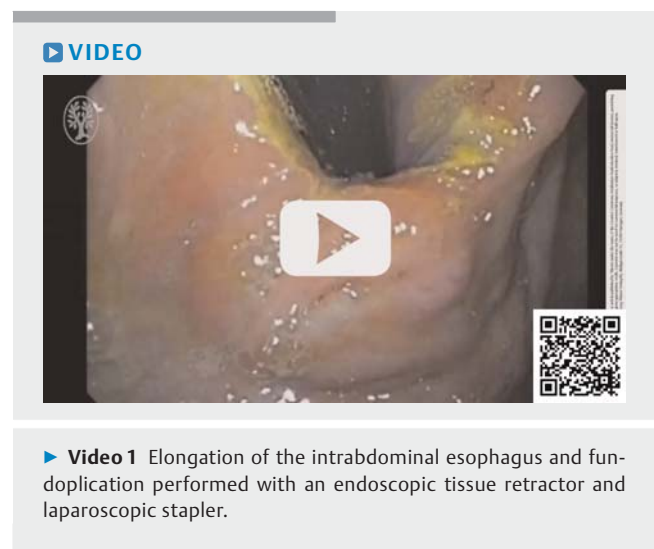 VIDEO
Video 1 Elongation of the intrabdominal esophagus and fun-
doplication performed with an endoscopic tissue retractor and
laparoscopic stapler.